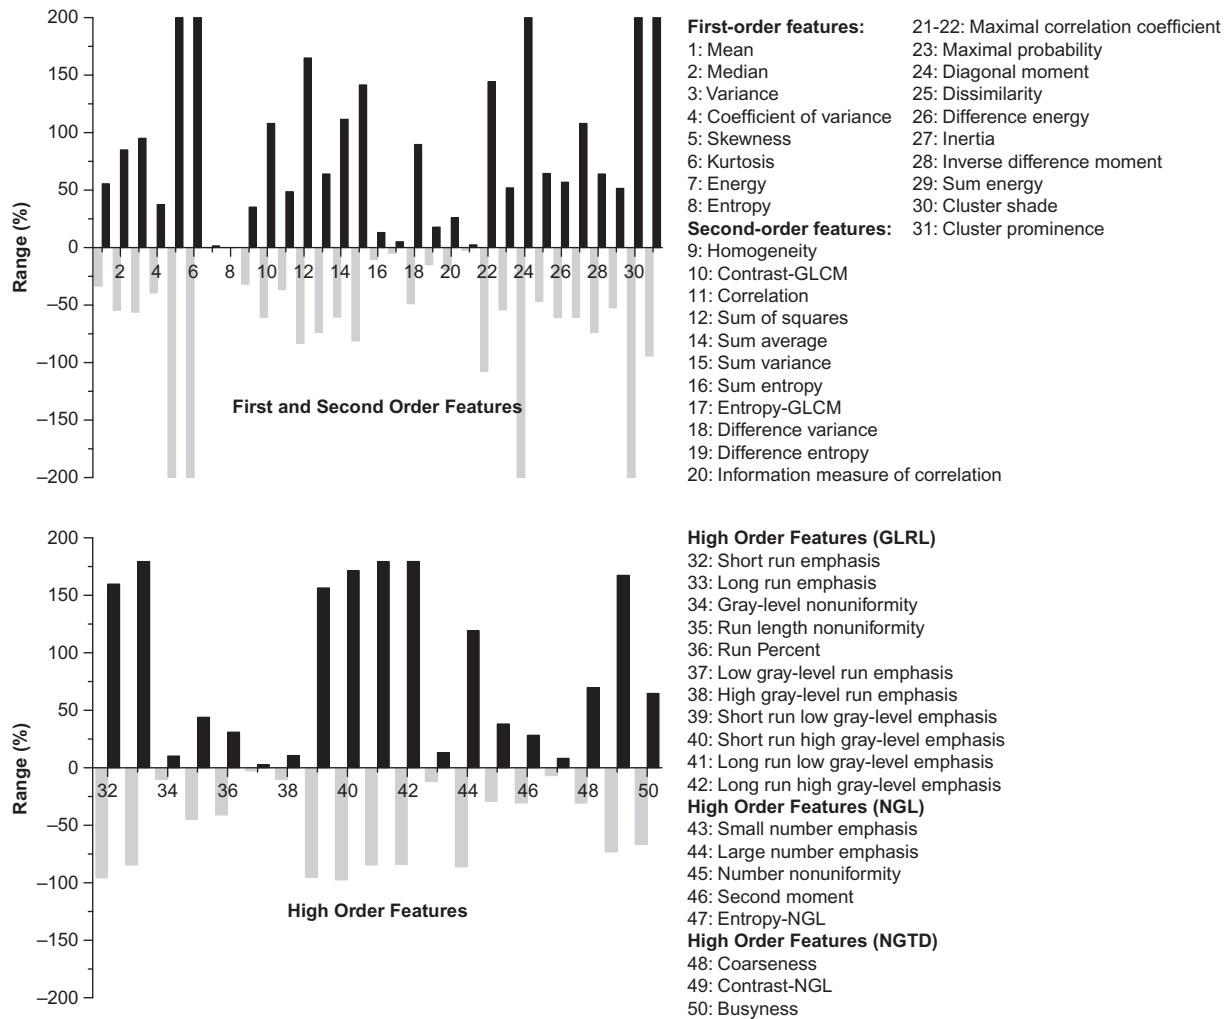 200
150
100
50
0
–50
–100
–150
–200
Range (%)
2 4 6 8 10 12 14 16 18 20 22 24 26 28 30
First and Second Order Features
First-order features:
1: Mean
2: Median
3: Variance
4: Coefficient of variance
5: Skewness
6: Kurtosis
7: Energy
8: Entropy
Second-order features:
9: Homogeneity
10: Contrast-GLCM
11: Correlation
12: Sum of squares
14: Sum average
15: Sum variance
16: Sum entropy
17: Entropy-GLCM
18: Difference variance
19: Difference entropy
20: Information measure of correlation
21-22: Maximal correlation coefficient
23: Maximal probability
24: Diagonal moment
25: Dissimilarity
26: Difference energy
27: Inertia
28: Inverse difference moment
29: Sum energy
30: Cluster shade
31: Cluster prominence
200
150
100
50
0
–50
–100
–150
–200
Range (%)
32 34 36 38 40 42 44 46 48 50
High Order Features
High Order Features (GLRL)
32: Short run emphasis
33: Long run emphasis
34: Gray-level nonuniformity
35: Run length nonuniformity
36: Run Percent
37: Low gray-level run emphasis
38: High gray-level run emphasis
39: Short run low gray-level emphasis
40: Short run high gray-level emphasis
41: Long run low gray-level emphasis
42: Long run high gray-level emphasis
High Order Features (NGL)
43: Small number emphasis
44: Large number emphasis
45: Number nonuniformity
46: Second moment
47: Entropy-NGL
High Order Features (NGTD)
48: Coarseness
49: Contrast-NGL
50: Busyness